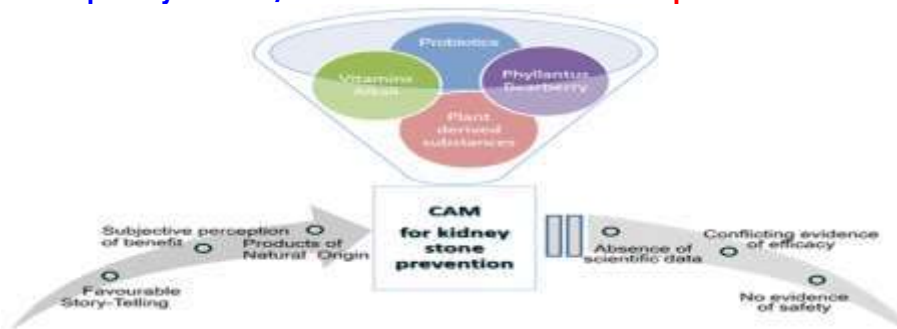 Probiotics
Vitamins
Alkali
Phyllantus
Bearberry
Plant
derived
substances
CAM
for kidney
stone
prevention
Subjective perception
of benefit
Products of
Natural Origin
Favourable
Story-Telling
Absence of
scientific data
Conflicting evidence
of efficacy
No evidence
of safety